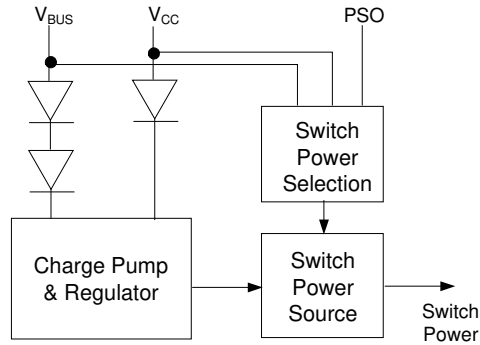 VBUS VCC PSO
Switch
Power
Selection
Charge Pump
& Regulator
Switch
Power
Source
Switch
Power